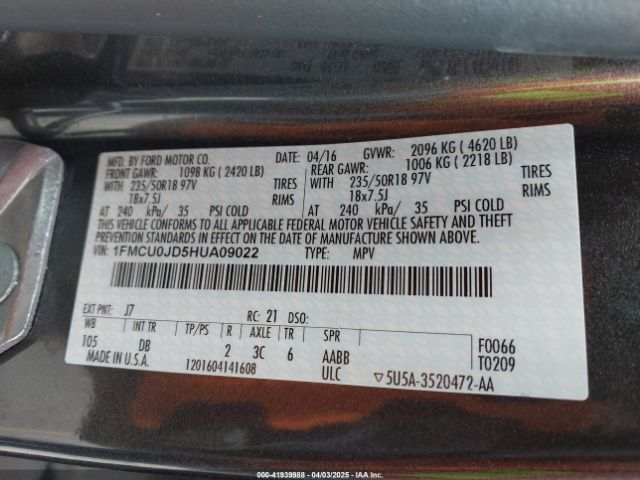 MFD. BY FORD MOTOR CO. DATE: 04/16 GVWR: 2096 KG ( 4620 LB)
FRONT GAWR: 1098 KG ( 2420 LB) REAR GAWR: 1006 KG ( 2218 LB)
WITH 235/50R18 97V TIRES WITH 235/50R18 97V TIRES
18x7.5J RIMS 18x7.5J RIMS
AT 240 kPa/ 35 PSI COLD AT 240 kPa/ 35 PSI COLD
THIS VEHICLE CONFORMS TO ALL APPLICABLE FEDERAL MOTOR VEHICLE SAFETY AND THEFT
PREVENTION STANDARDS IN EFFECT ON THE DATE OF MANUFACTURE SHOWN ABOVE.
VIN: 1FMCU0JD5HUA09022 TYPE: MPV
EXT PNT: J7 RC: 21 DSO:
WB INT TR TP/PS R AXLE TR SPR F0066
105 DB 2 3C 6 AABB T0209
MADE IN U.S.A. 1201604141608 ULC ▽5U5A-3520472-AA
000-41939988 - 04/03/2025 - IAAI.com